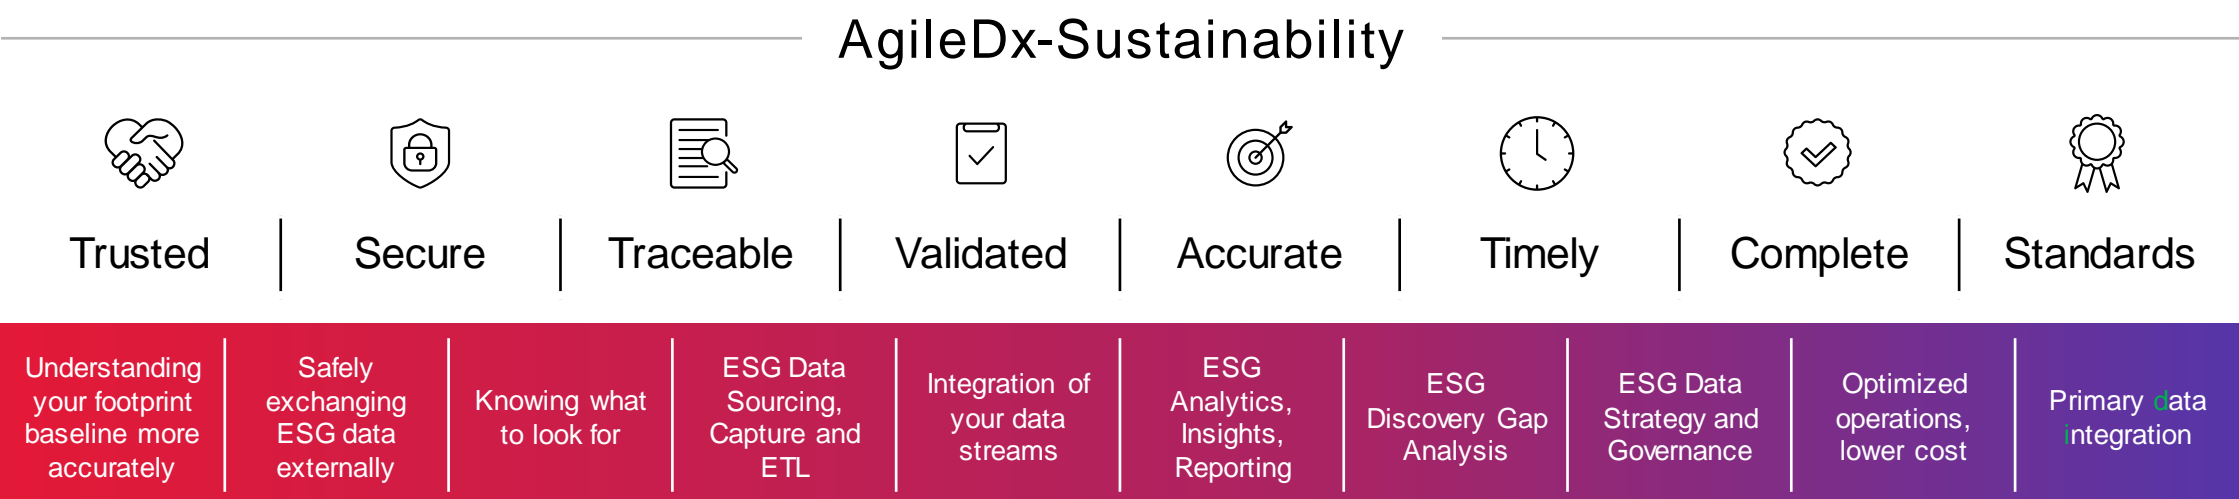 AgileDx-Sustainability
Trusted
Secure
Traceable
Validated
Accurate
Timely
Complete
Standards
Understanding
your footprint
baseline more
accurately
Safely
exchanging
ESG data
externally
Knowing what
to look for
ESG Data
Sourcing,
Capture and
ETL
Integration of
your data
streams
ESG
Analytics,
Insights,
Reporting
ESG
Discovery Gap
Analysis
ESG Data
Strategy and
Governance
Optimized
operations,
lower cost
Primary data
integration